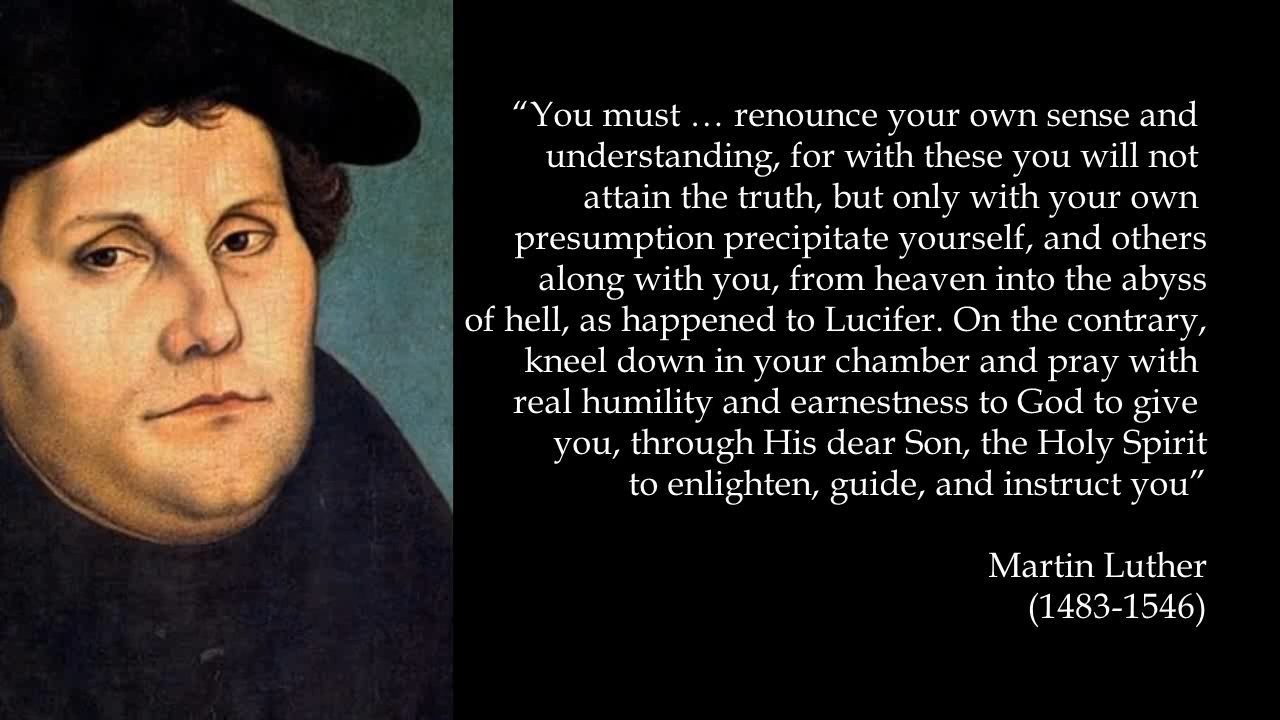 “You must … renounce your own sense and
understanding, for with these you will not
attain the truth, but only with your own
presumption precipitate yourself, and others
along with you, from heaven into the abyss
of hell, as happened to Lucifer. On the contrary,
kneel down in your chamber and pray with
real humility and earnestness to God to give
you, through His dear Son, the Holy Spirit
to enlighten, guide, and instruct you”
Martin Luther
(1483-1546)